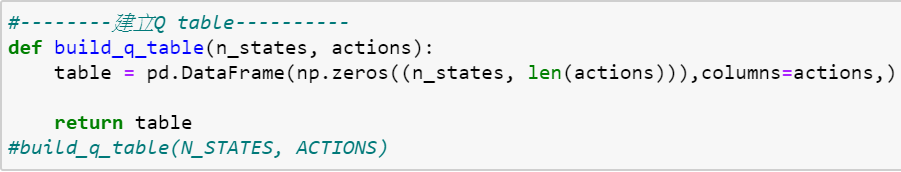 #--------建立Q table----------
def build_q_table(n_states, actions):
    table = pd.DataFrame(np.zeros((n_states, len(actions))),columns=actions,)
    return table
#build_q_table(N_STATES, ACTIONS)